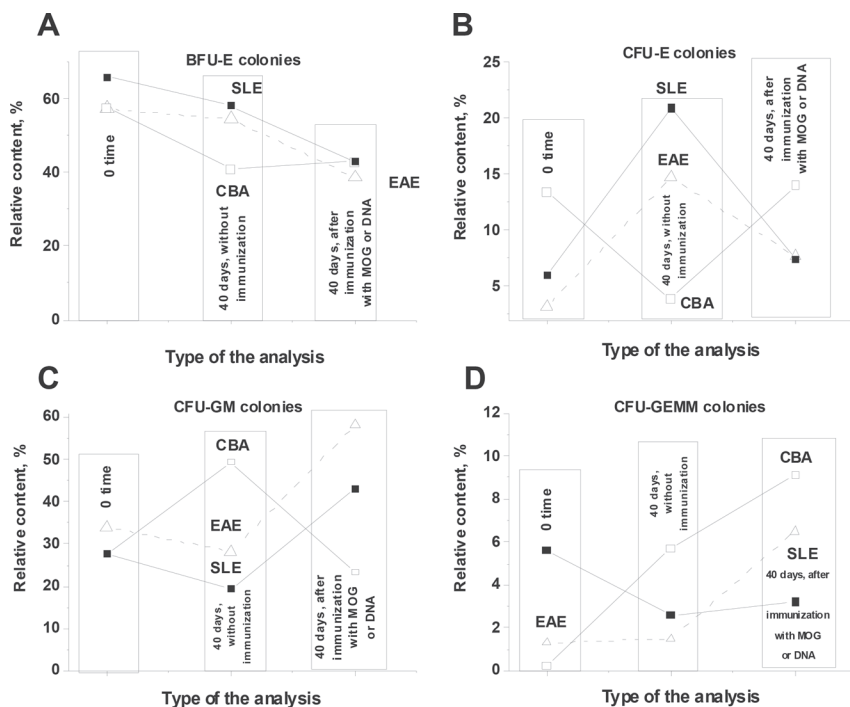 A
BFU-E colonies
Relative content, %
60
40
20
0
0 time
SLE
CBA
40 days, without
immunization
40 days, after
immunization
with MOG or DNA
EAE
Type of the analysis
B
CFU-E colonies
Relative content, %
25
20
15
10
5
0 time
SLE
EAE
40 days, without
immunization
CBA
40 days, after
immunization
with MOG or DNA
Type of the analysis
C
CFU-GM colonies
Relative content, %
60
50
40
30
20
10
0
0 time
CBA
EAE
SLE
40 days,
without
immunization
40 days, after
immunization
with MOG
or DNA
Type of the analysis
D
CFU-GEMM colonies
Relative content, %
12
10
8
6
4
2
0
0 time
EAE
40 days,
without
immunization
CBA
SLE
40 days, after
immunization
with MOG
or DNA
Type of the analysis